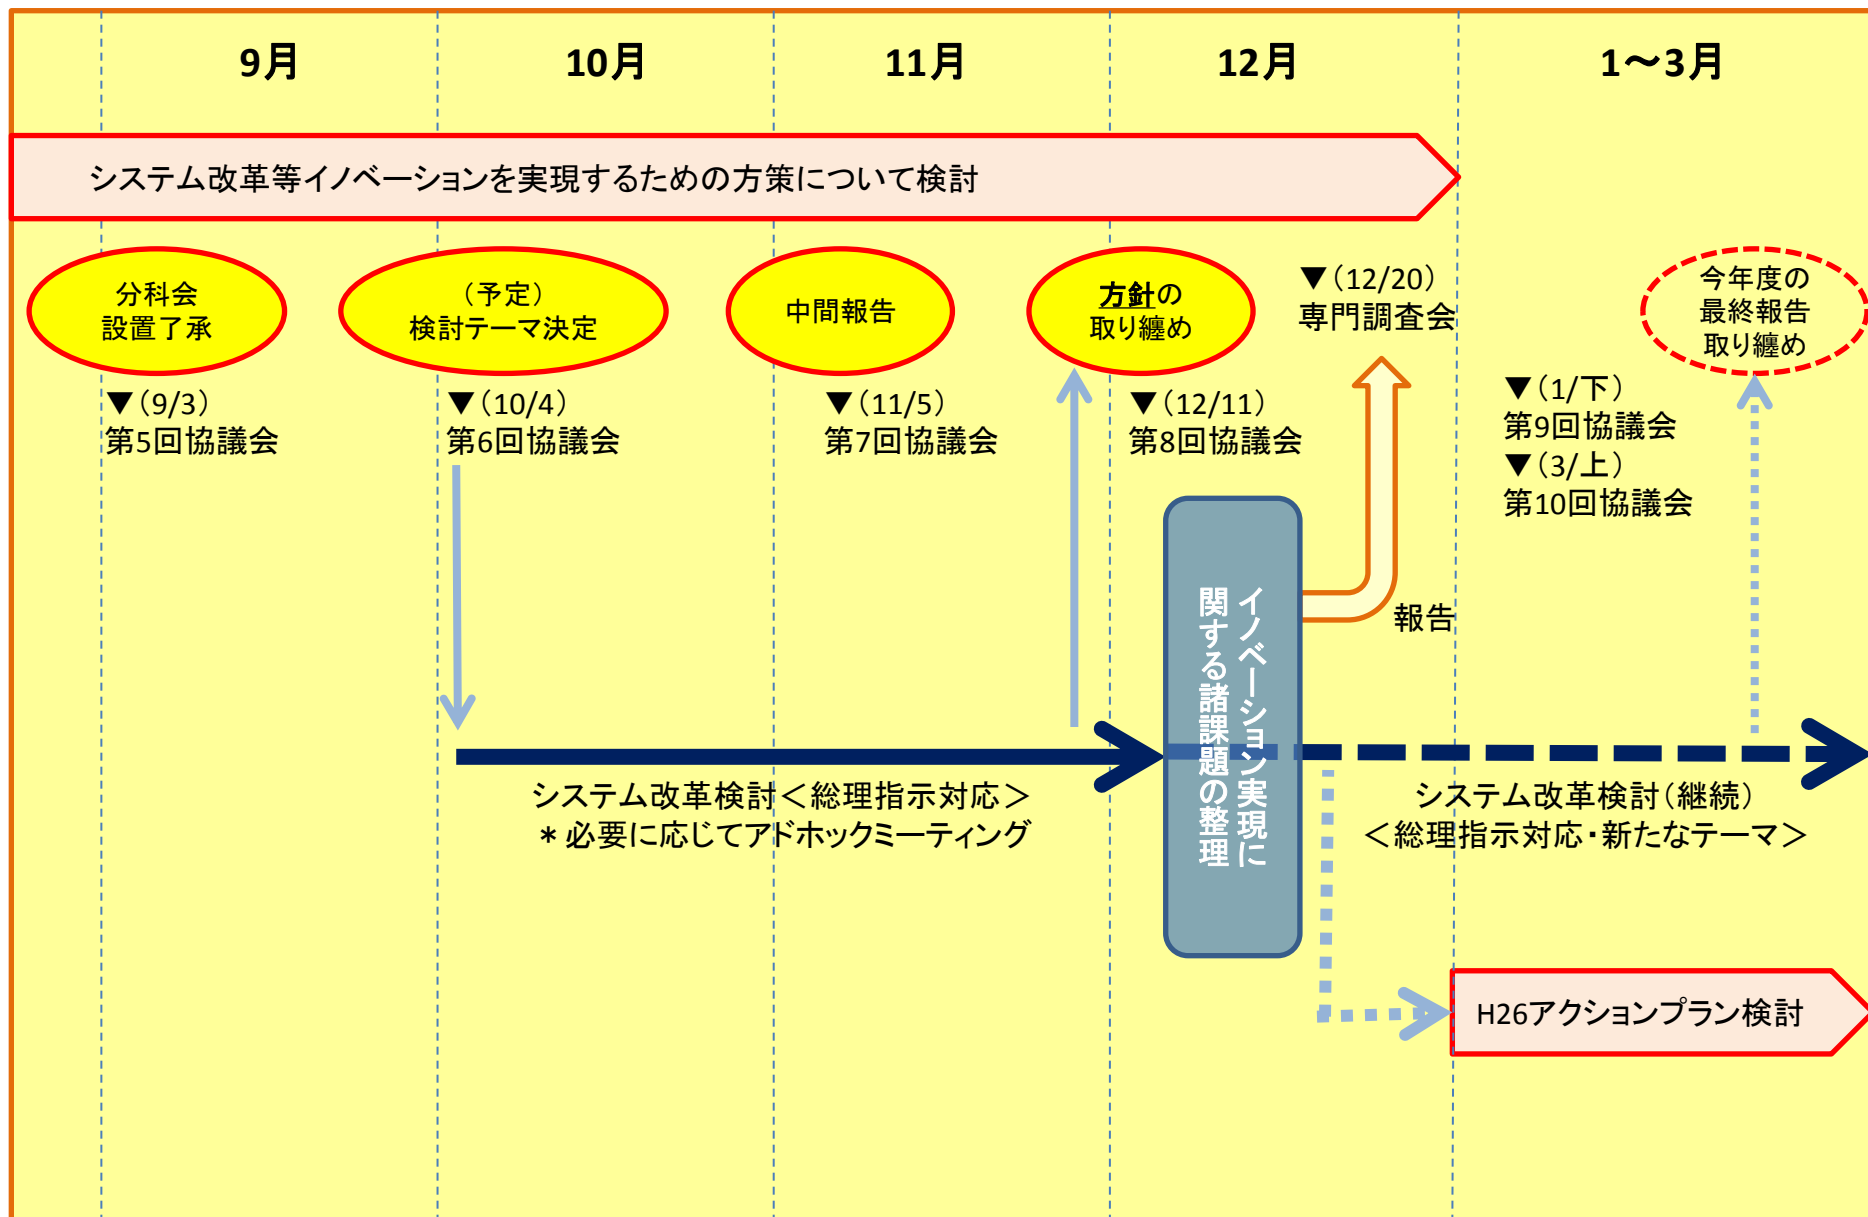 9月
10月
11月
12月
1～3月
システム改革等イノベーションを実現するための方策について検討
分科会
設置了承
（予定）
検討テーマ決定
中間報告
方針の
取り纏め
▼（12/20）
専門調査会
今年度の
最終報告
取り纏め
▼（9/3）
第5回協議会
▼（10/4）
第6回協議会
▼（11/5）
第7回協議会
▼（12/11）
第8回協議会
▼（1/下）
第9回協議会
▼（3/上）
第10回協議会
イノベーション実現に
関する諸課題の整理
報告
システム改革検討＜総理指示対応＞
＊必要に応じてアドホックミーティング
システム改革検討（継続）
＜総理指示対応・新たなテーマ＞
H26アクションプラン検討